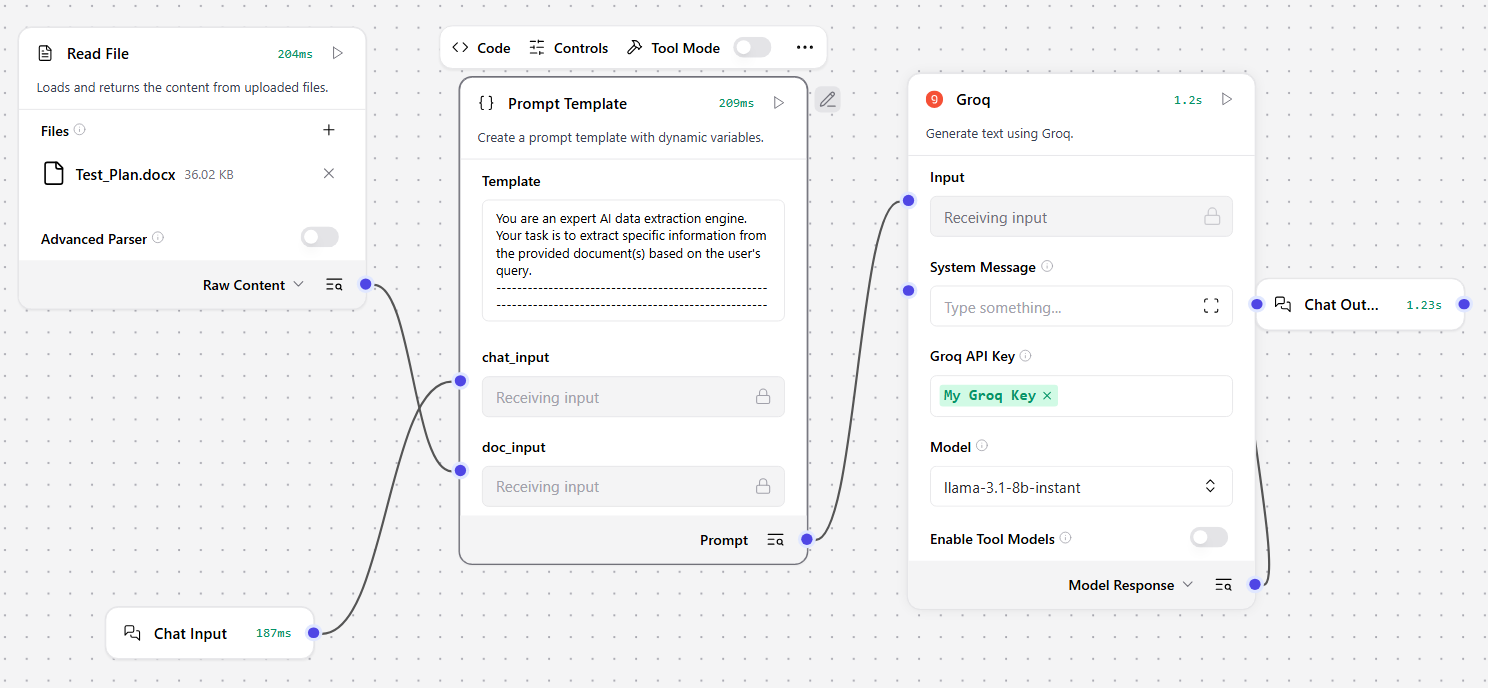 Read File 204ms
Loads and returns the content from uploaded files.
Files
Test_Plan.docx 36.02 KB
Advanced Parser
Raw Content
Chat Input 187ms
Code Controls Tool Mode
Prompt Template 209ms
Create a prompt template with dynamic variables.
Template
You are an expert AI data extraction engine.
Your task is to extract specific information from
the provided document(s) based on the user's
query.
--------------------------------------------------
--------------------------------------------------
chat_input
Receiving input
doc_input
Receiving input
Prompt
9 Groq 1.2s
Generate text using Groq.
Input
Receiving input
System Message
Type something...
Groq API Key
My Groq Key
Model
llama-3.1-8b-instant
Enable Tool Models
Model Response
Chat Out... 1.23s